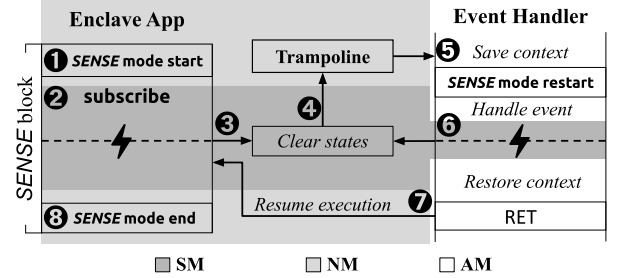 Enclave App
Event Handler
❶ SENSE mode start
Trampoline
❺ Save context
SENSE mode restart
❷ subscribe
Handle event
❸
❹
❻
Clear states
SENSE block
Restore context
Resume execution
❼
RET
❽ SENSE mode end
SM
NM
AM